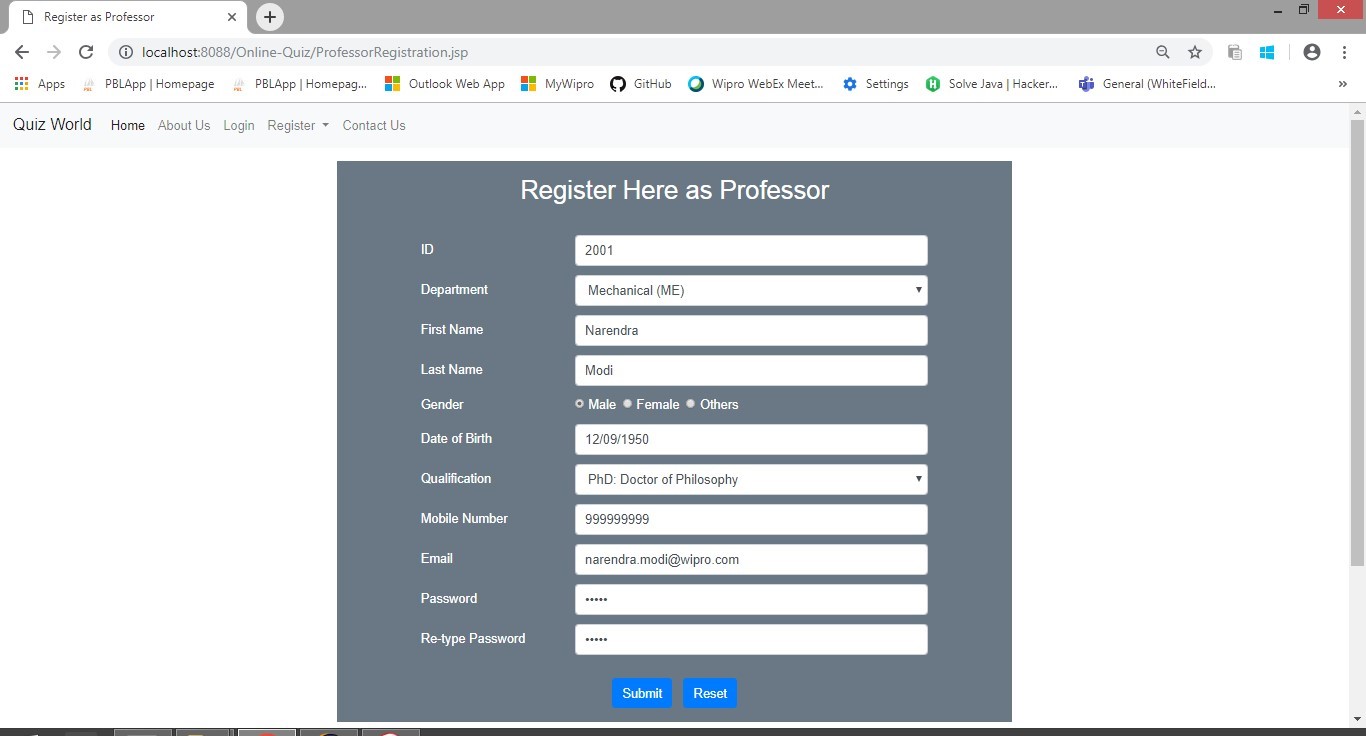 Register as Professor
localhost:8088/Online-Quiz/ProfessorRegistration.jsp
Apps PBLApp | Homepage PBLApp | Homepag... Outlook Web App MyWipro GitHub Wipro WebEx Meet... Settings Solve Java | Hacker... General (WhiteField... »
Quiz World Home About Us Login Register Contact Us
Register Here as Professor
ID 2001
Department Mechanical (ME)
First Name Narendra
Last Name Modi
Gender Male Female Others
Date of Birth 12/09/1950
Qualification PhD: Doctor of Philosophy
Mobile Number 999999999
Email narendra.modi@wipro.com
Password •••••
Re-type Password •••••
Submit Reset